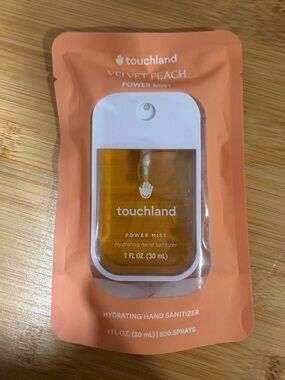 touchland
VELVET PEACH
POWER MIST
touchland
POWER MIST
Hydrating hand sanitizer
1 FL OZ. (30 mL)
HYDRATING HAND SANITIZER
1 FL OZ. (30 mL) | 500 SPRAYS